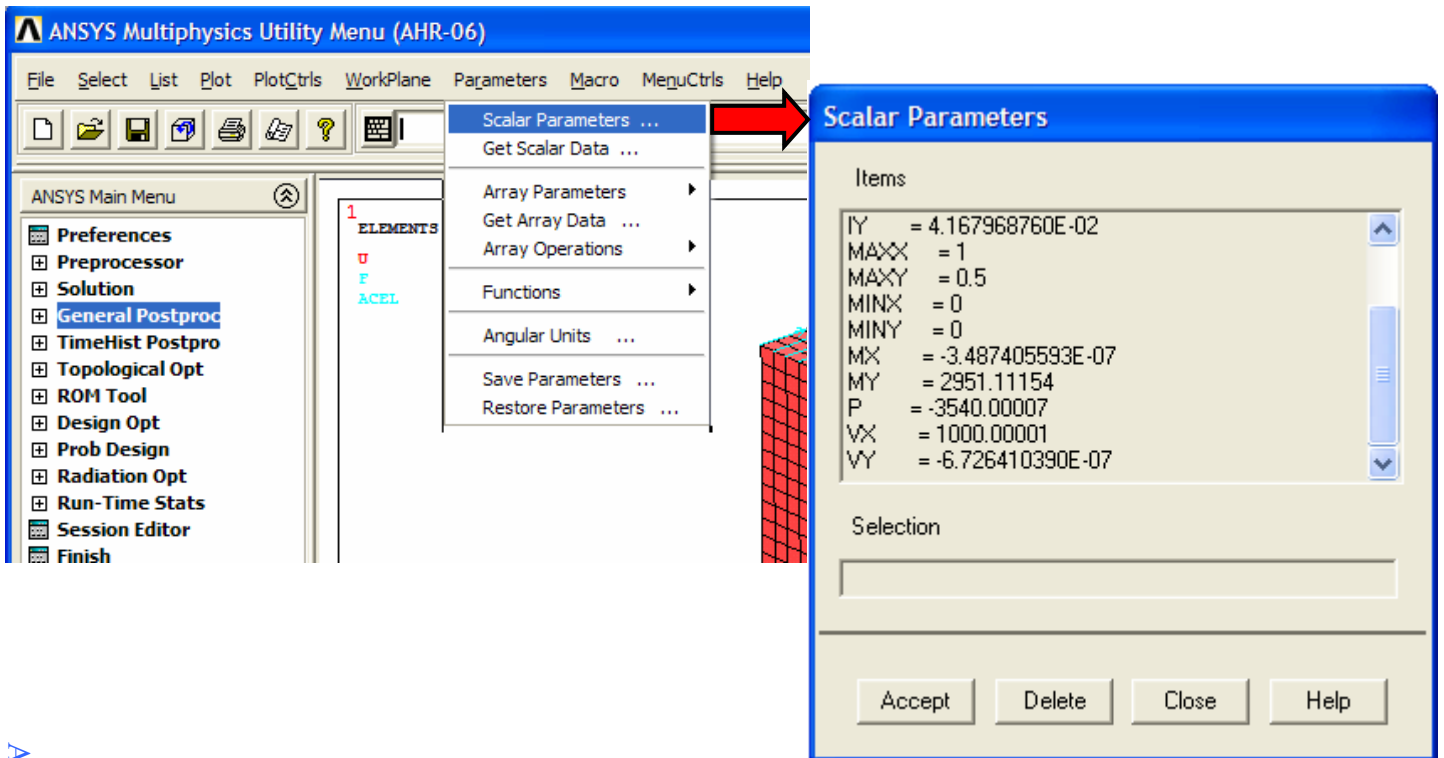 ANSYS Multiphysics Utility Menu (AHR-06)
File Select List Plot PlotCtrls WorkPlane Parameters Macro MenuCtrls Help
Scalar Parameters ...
Get Scalar Data ...
Array Parameters
Get Array Data ...
Array Operations
Functions
Angular Units ...
Save Parameters ...
Restore Parameters ...
ANSYS Main Menu
Preferences
Preprocessor
Solution
General Postproc
TimeHist Postpro
Topological Opt
ROM Tool
Design Opt
Prob Design
Radiation Opt
Run-Time Stats
Session Editor
Finish
1
ELEMENTS
U
F
ACEL
Scalar Parameters
Items
IY = 4.167968760E-02
MAXX = 1
MAXY = 0.5
MINX = 0
MINY = 0
MX = -3.487405593E-07
MY = 2951.11154
P = -3540.00007
VX = 1000.00001
VY = -6.726410390E-07
Selection
Accept Delete Close Help
A